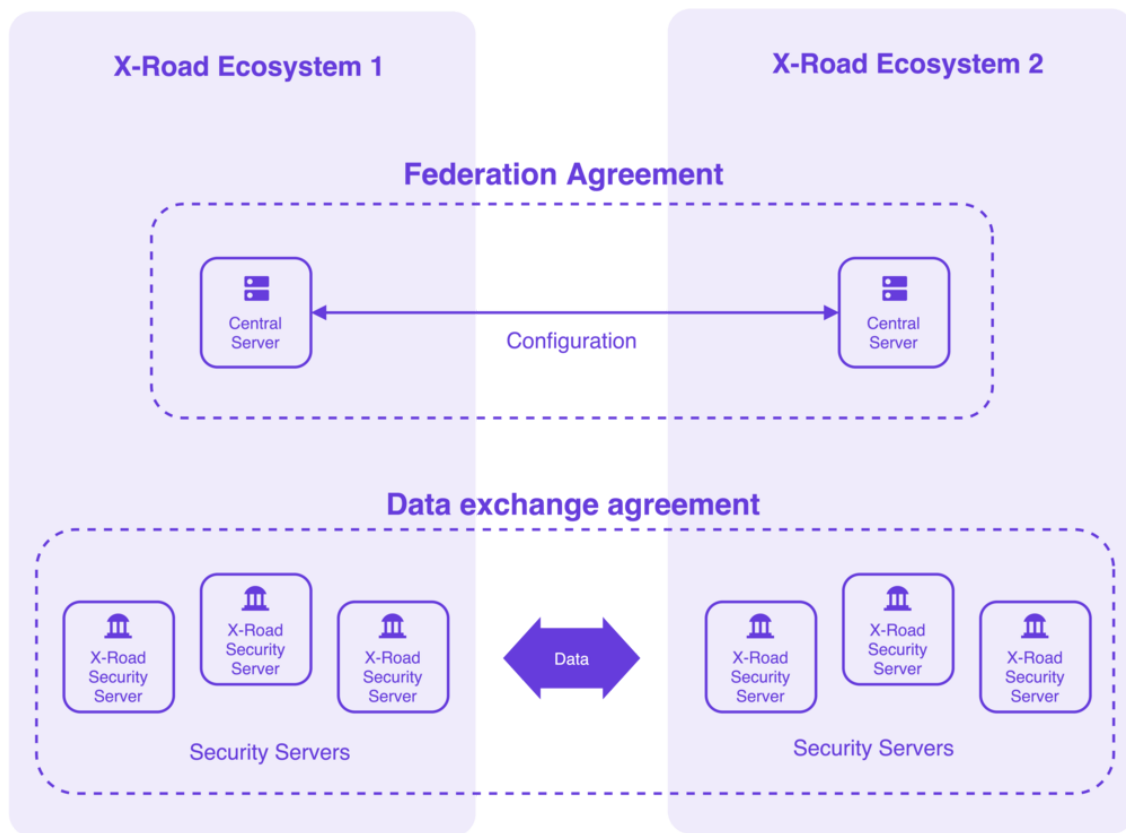 X-Road Ecosystem 1
X-Road Ecosystem 2
Federation Agreement
Central
Server
Configuration
Central
Server
Data exchange agreement
X-Road
Security
Server
X-Road
Security
Server
X-Road
Security
Server
Data
X-Road
Security
Server
X-Road
Security
Server
X-Road
Security
Server
Security Servers
Security Servers